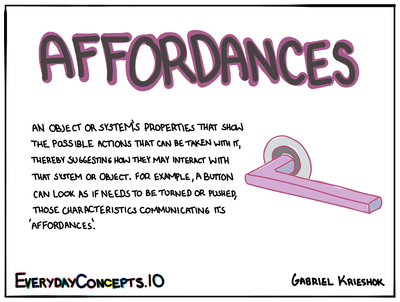 AFFORDANCES
AN OBJECT OR SYSTEM'S PROPERTIES THAT SHOW
THE POSSIBLE ACTIONS THAT CAN BE TAKEN WITH IT,
THEREBY SUGGESTING HOW THEY MAY INTERACT WITH
THAT SYSTEM OR OBJECT. FOR EXAMPLE, A BUTTON
CAN LOOK AS IF NEEDS TO BE TURNED OR PUSHED,
THOSE CHARACTERISTICS COMMUNICATING ITS
'AFFORDANCES'.
EVERYDAYCONCEPTS.IO
GABRIEL KRIESHOK